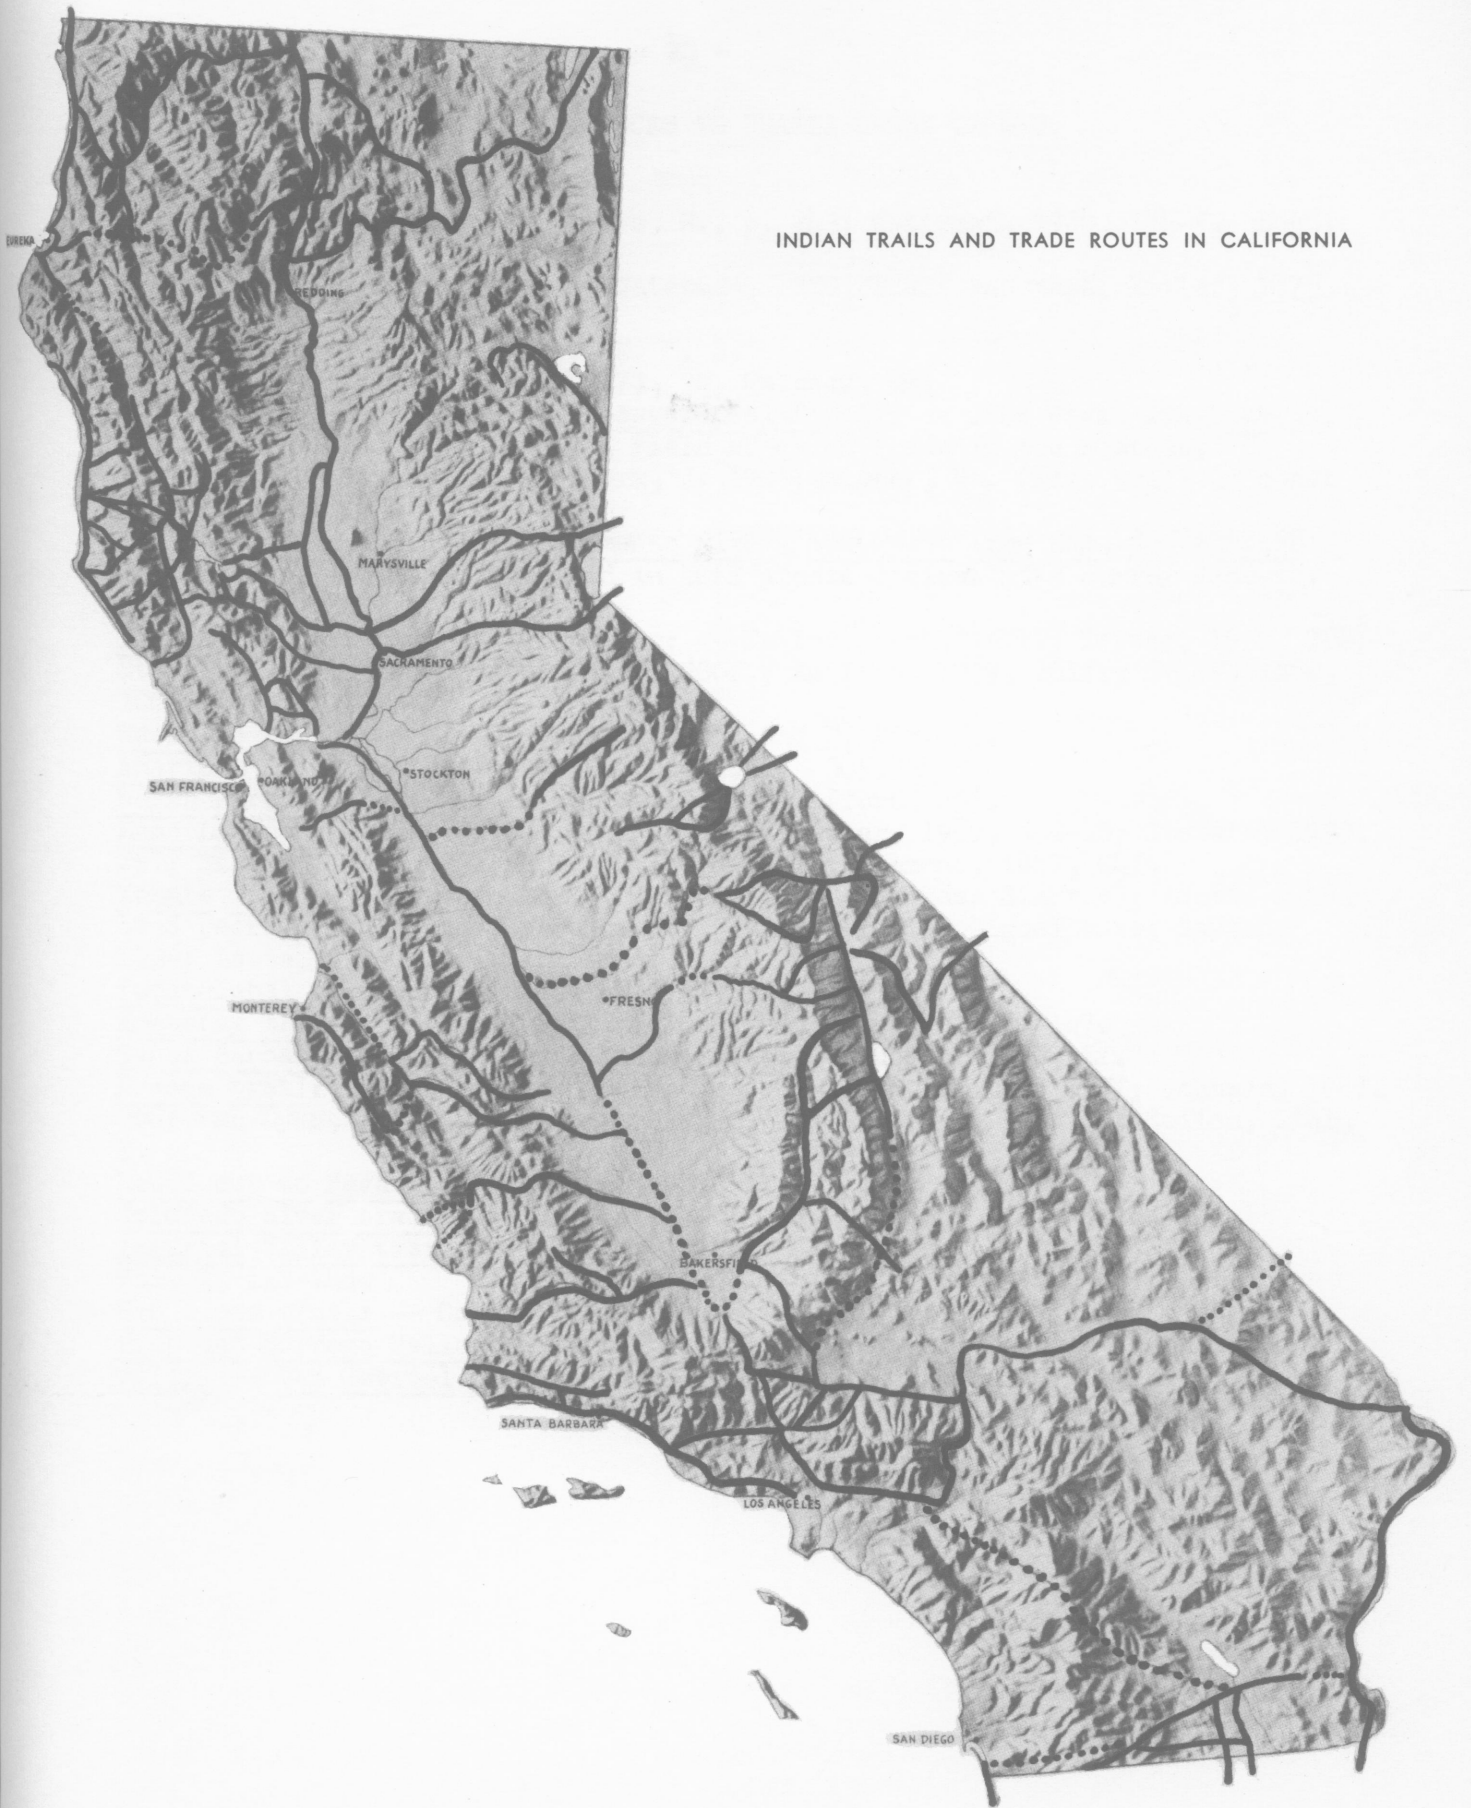 INDIAN TRAILS AND TRADE ROUTES IN CALIFORNIA
EUREKA
REDDING
MARYSVILLE
SACRAMENTO
STOCKTON
SAN FRANCISCO
OAKLAND
FRESNO
MONTEREY
BAKERSFIELD
SANTA BARBARA
LOS ANGELES
SAN DIEGO